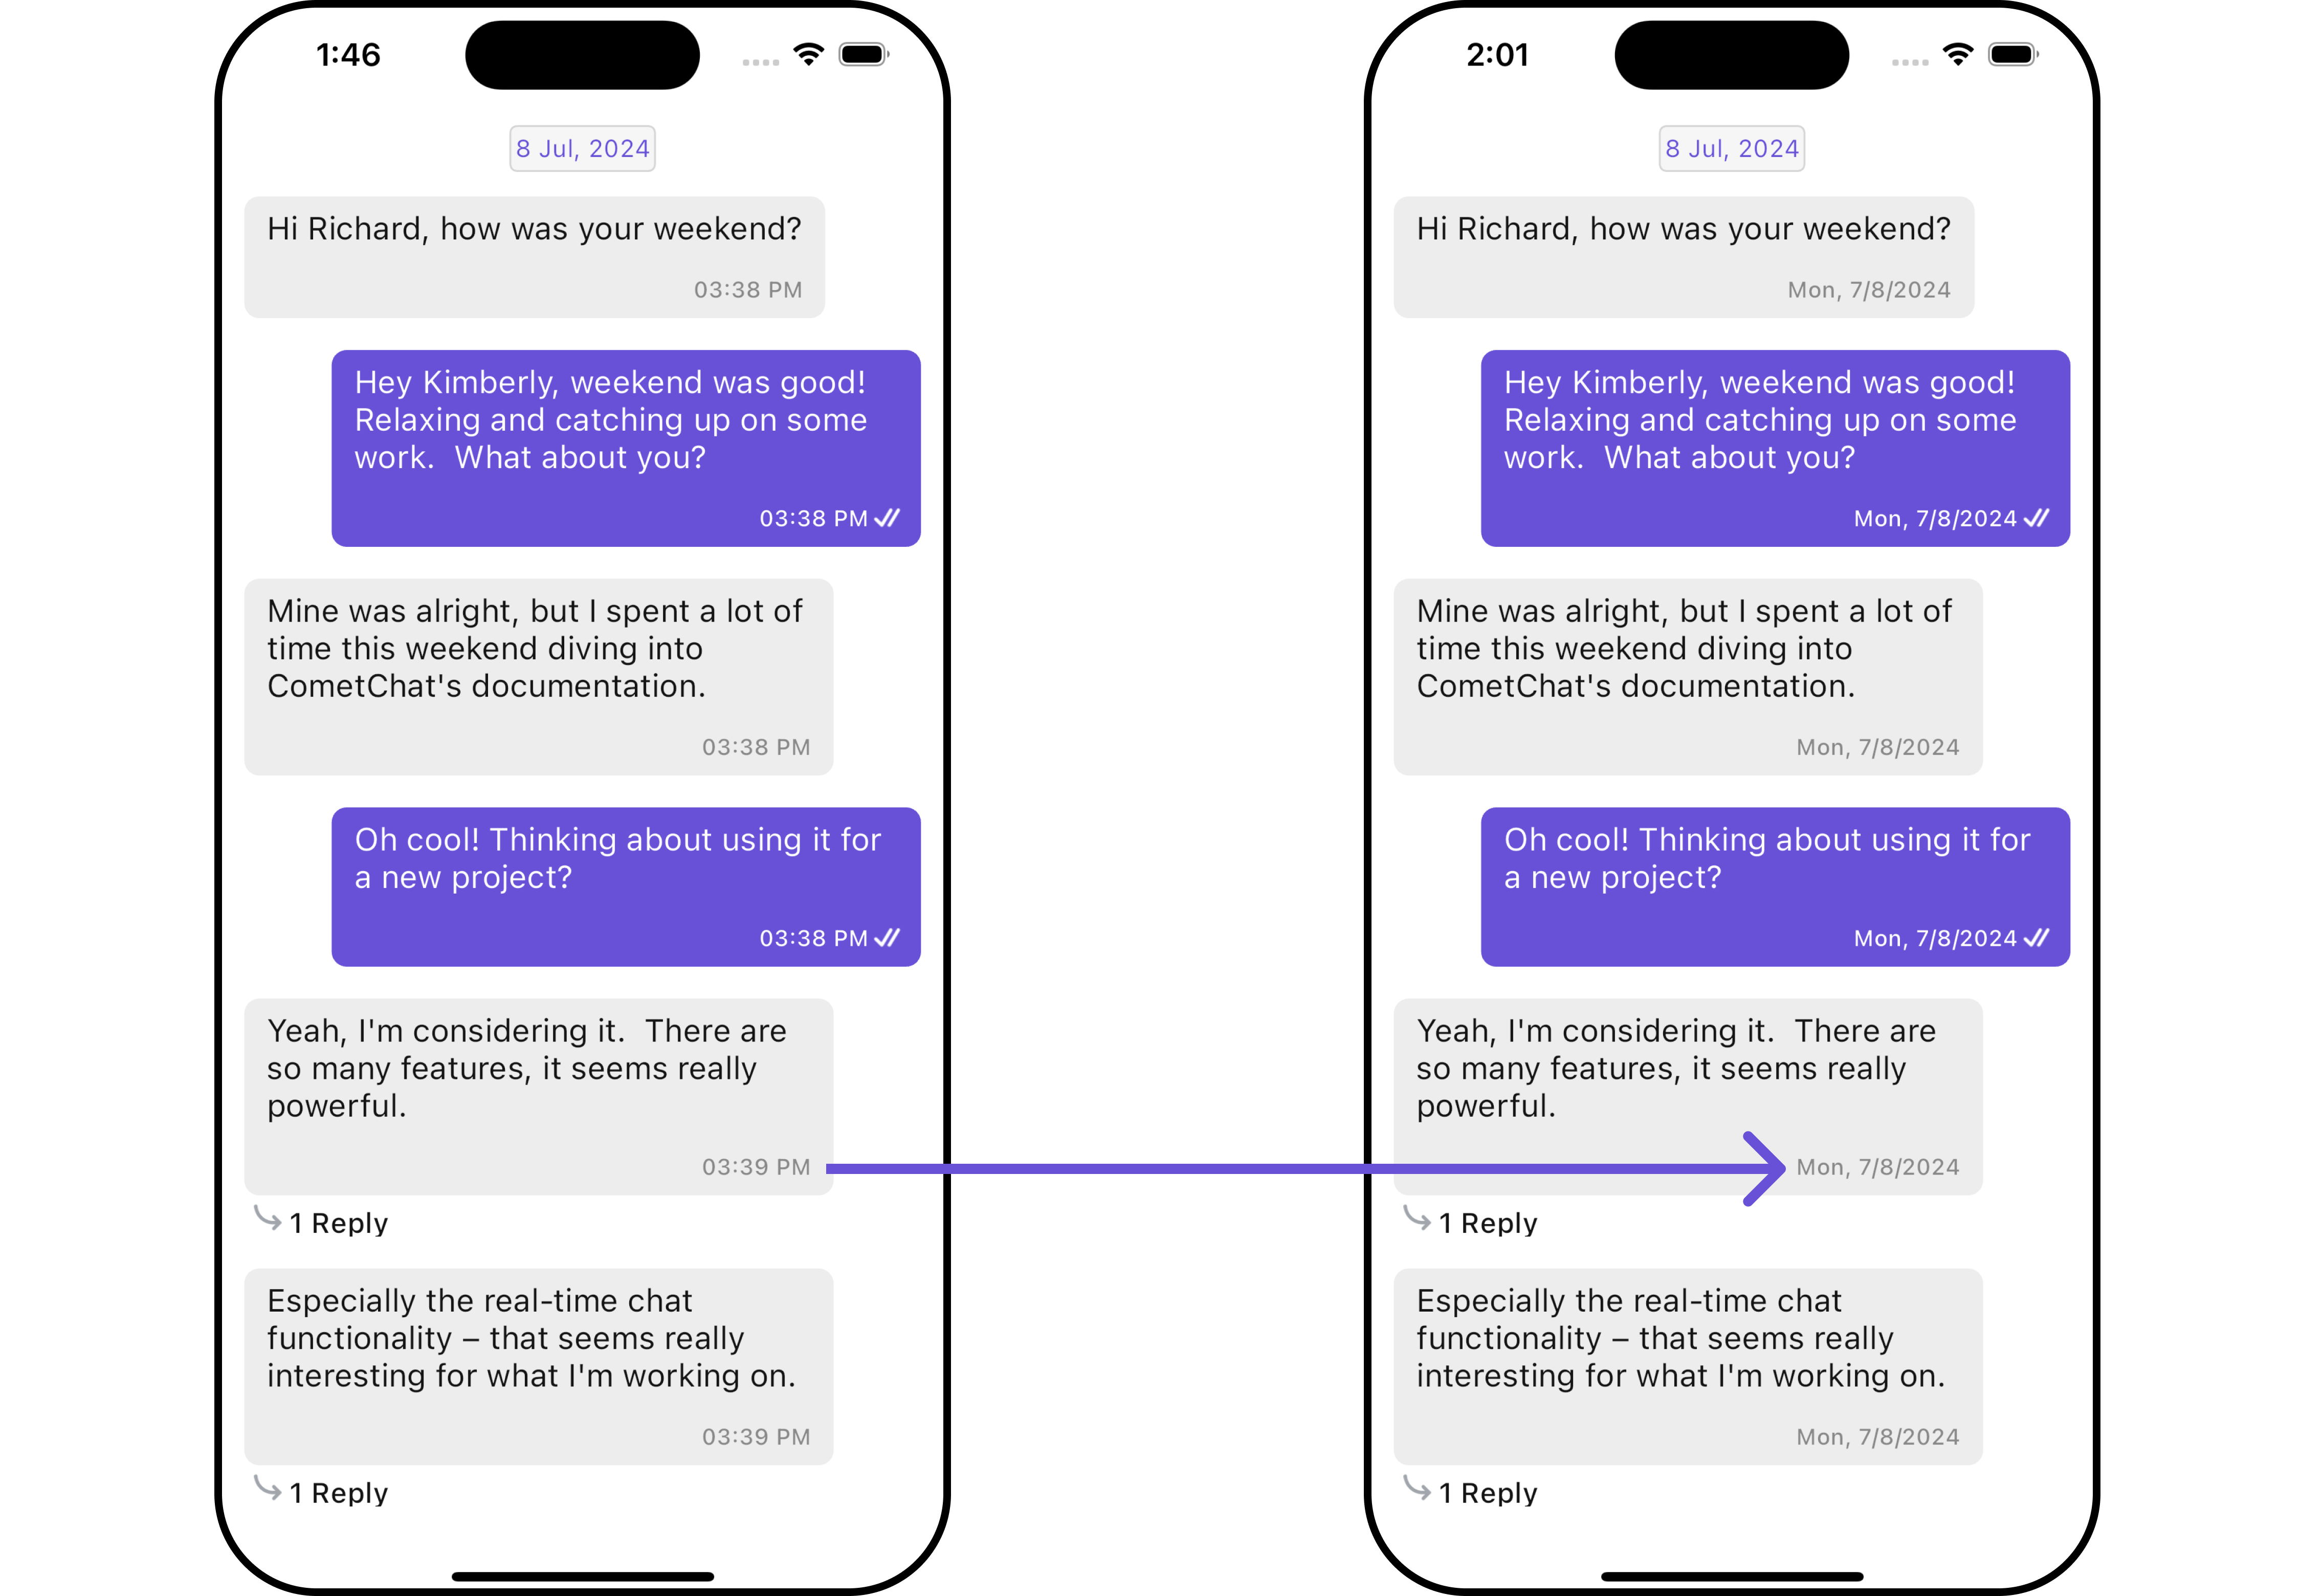 1:46
8 Jul, 2024
Hi Richard, how was your weekend?
03:38 PM
Hey Kimberly, weekend was good!
Relaxing and catching up on some
work.  What about you?
03:38 PM
Mine was alright, but I spent a lot of
time this weekend diving into
CometChat's documentation.
03:38 PM
Oh cool! Thinking about using it for
a new project?
03:38 PM
Yeah, I'm considering it.  There are
so many features, it seems really
powerful.
03:39 PM
1 Reply
Especially the real-time chat
functionality – that seems really
interesting for what I'm working on.
03:39 PM
1 Reply
2:01
8 Jul, 2024
Hi Richard, how was your weekend?
Mon, 7/8/2024
Hey Kimberly, weekend was good!
Relaxing and catching up on some
work.  What about you?
Mon, 7/8/2024
Mine was alright, but I spent a lot of
time this weekend diving into
CometChat's documentation.
Mon, 7/8/2024
Oh cool! Thinking about using it for
a new project?
Mon, 7/8/2024
Yeah, I'm considering it.  There are
so many features, it seems really
powerful.
Mon, 7/8/2024
1 Reply
Especially the real-time chat
functionality – that seems really
interesting for what I'm working on.
Mon, 7/8/2024
1 Reply